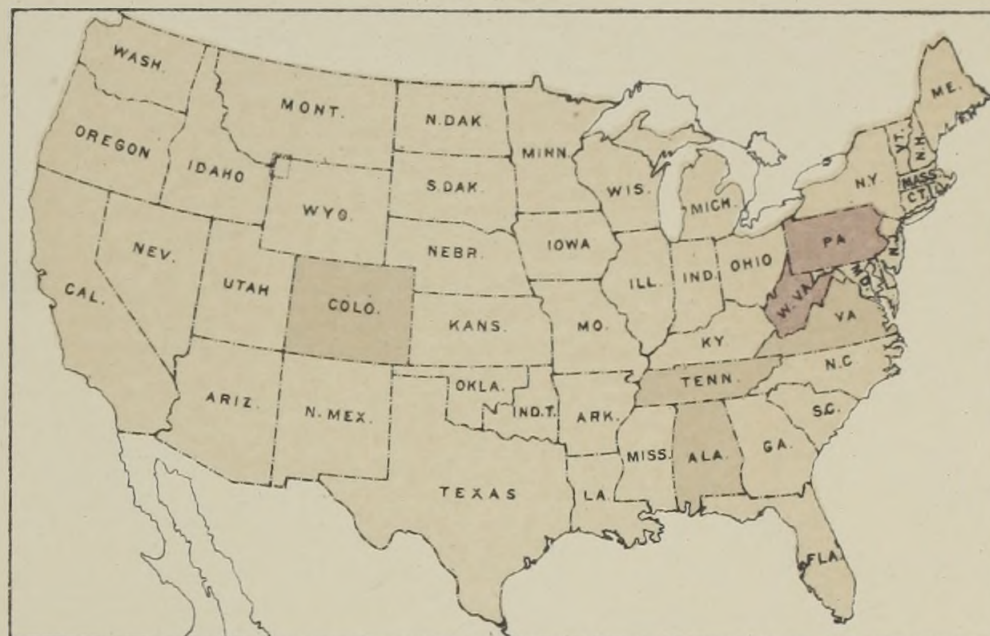 WASH.
MONT.
N.DAK.
MINN.
ME.
OREGON
IDAHO
S.DAK.
WIS.
MICH.
N.Y.
VT.
N.H.
MASS.
CT.
WYO.
NEBR.
IOWA
PA
N.J.
NEV.
UTAH
COLO.
ILL.
IND.
OHIO
W.VA.
MD.
CAL.
KANS.
MO.
KY
VA
ARIZ.
N.MEX.
OKLA.
IND.T.
ARK.
TENN.
N.C
S.C.
TEXAS
LA.
MISS.
ALA.
GA.
FLA.